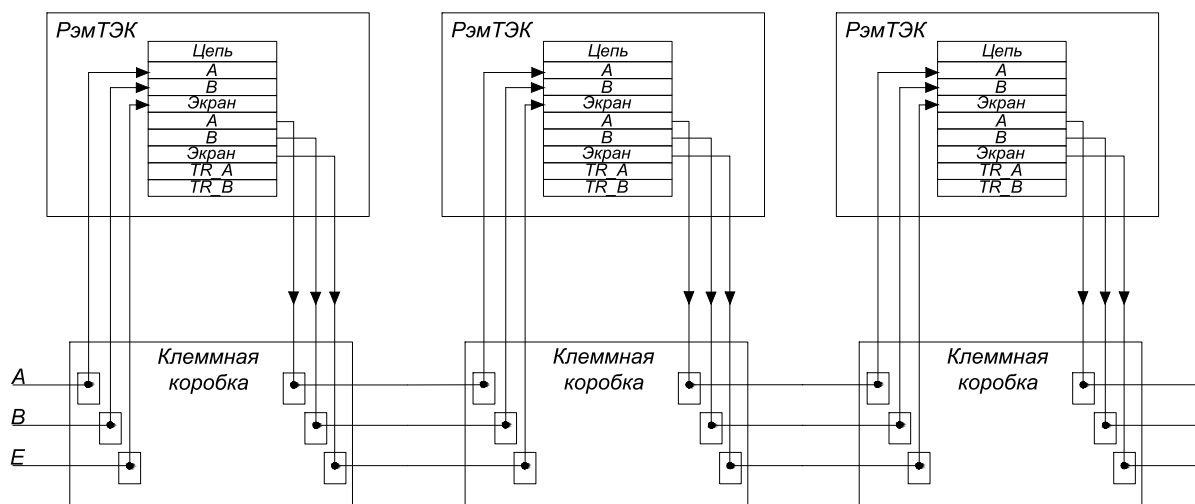 РэмТЭК
Цепь
A
B
Экран
A
B
Экран
TR_A
TR_B
РэмТЭК
Цепь
A
B
Экран
A
B
Экран
TR_A
TR_B
РэмТЭК
Цепь
A
B
Экран
A
B
Экран
TR_A
TR_B
A
B
E
Клеммная
коробка
Клеммная
коробка
Клеммная
коробка